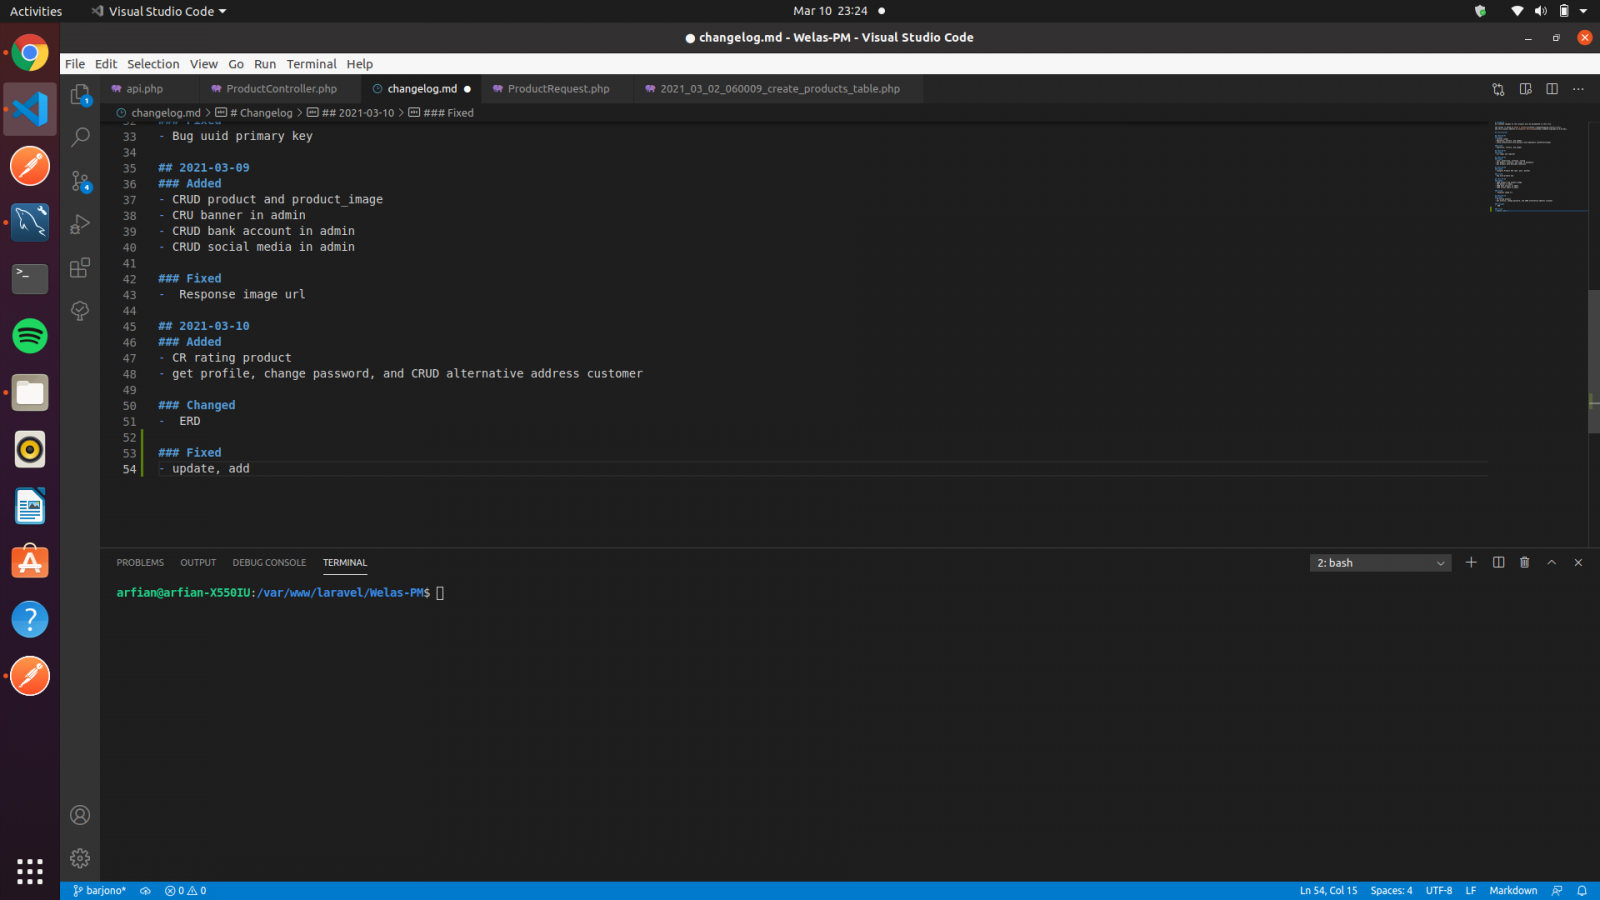 Activities Visual Studio Code Mar 10 23:24
changelog.md - Welas-PM - Visual Studio Code
File Edit Selection View Go Run Terminal Help
api.php ProductController.php changelog.md ProductRequest.php 2021_03_02_060009_create_products_table.php
changelog.md > # Changelog > ## 2021-03-10 > ### Fixed
32 ### Fixed
33 - Bug uuid primary key
34
35 ## 2021-03-09
36 ### Added
37 - CRUD product and product_image
38 - CRU banner in admin
39 - CRUD bank account in admin
40 - CRUD social media in admin
41
42 ### Fixed
43 -  Response image url
44
45 ## 2021-03-10
46 ### Added
47 - CR rating product
48 - get profile, change password, and CRUD alternative address customer
49
50 ### Changed
51 -  ERD
52
53 ### Fixed
54 - update, add
PROBLEMS OUTPUT DEBUG CONSOLE TERMINAL 2: bash
arfian@arfian-X550IU:/var/www/laravel/Welas-PM$
barjono* 0 0 Ln 54, Col 15 Spaces: 4 UTF-8 LF Markdown